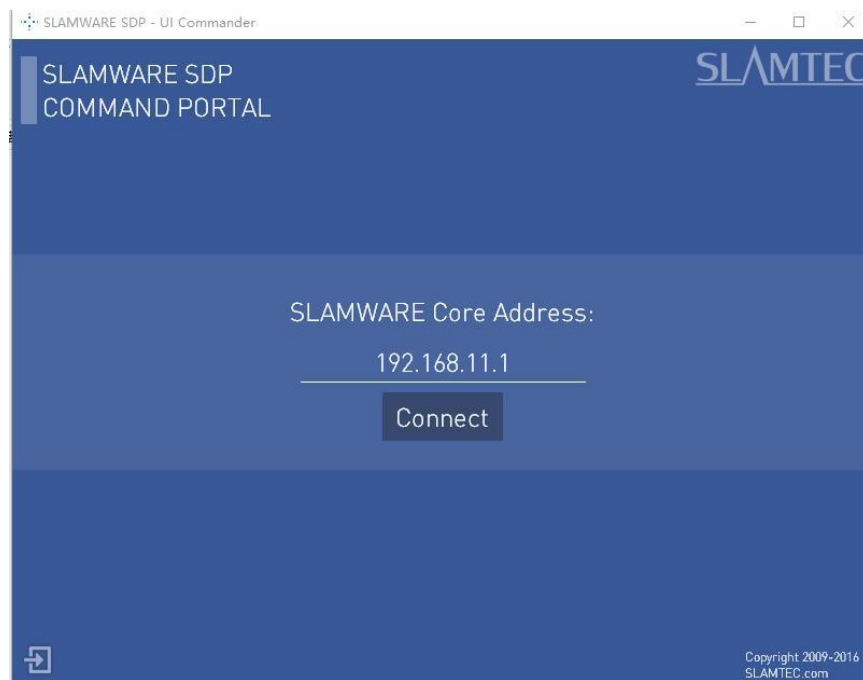 SLAMWARE SDP - UI Commander
SLAMWARE SDP
COMMAND PORTAL
SLAMTEC
SLAMWARE Core Address:
192.168.11.1
Connect
Copyright 2009-2016
SLAMTEC.com